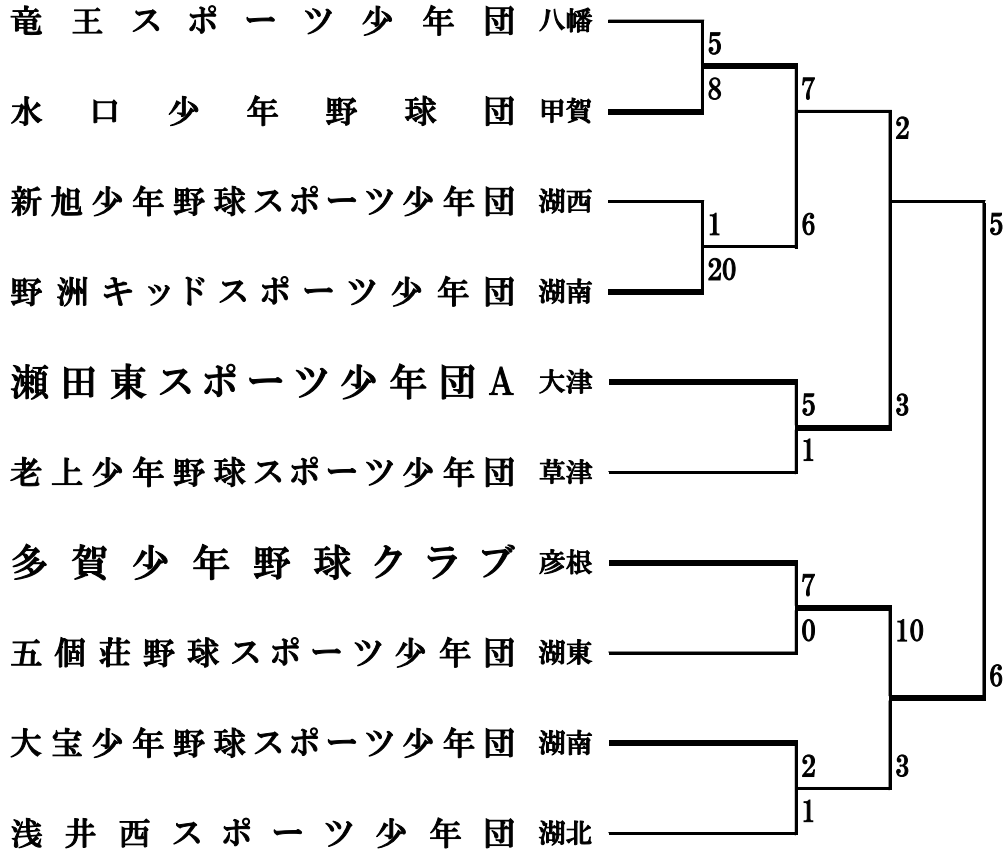 竜王スポーツ少年団 八幡
5
8
7
水口少年野球団 甲賀
2
新旭少年野球スポーツ少年団 湖西
1
6
5
20
野洲キッドスポーツ少年団 湖南
瀬田東スポーツ少年団A 大津
5
3
1
老上少年野球スポーツ少年団 草津
多賀少年野球クラブ 彦根
7
0
10
五個荘野球スポーツ少年団 湖東
6
大宝少年野球スポーツ少年団 湖南
2
3
1
浅井西スポーツ少年団 湖北